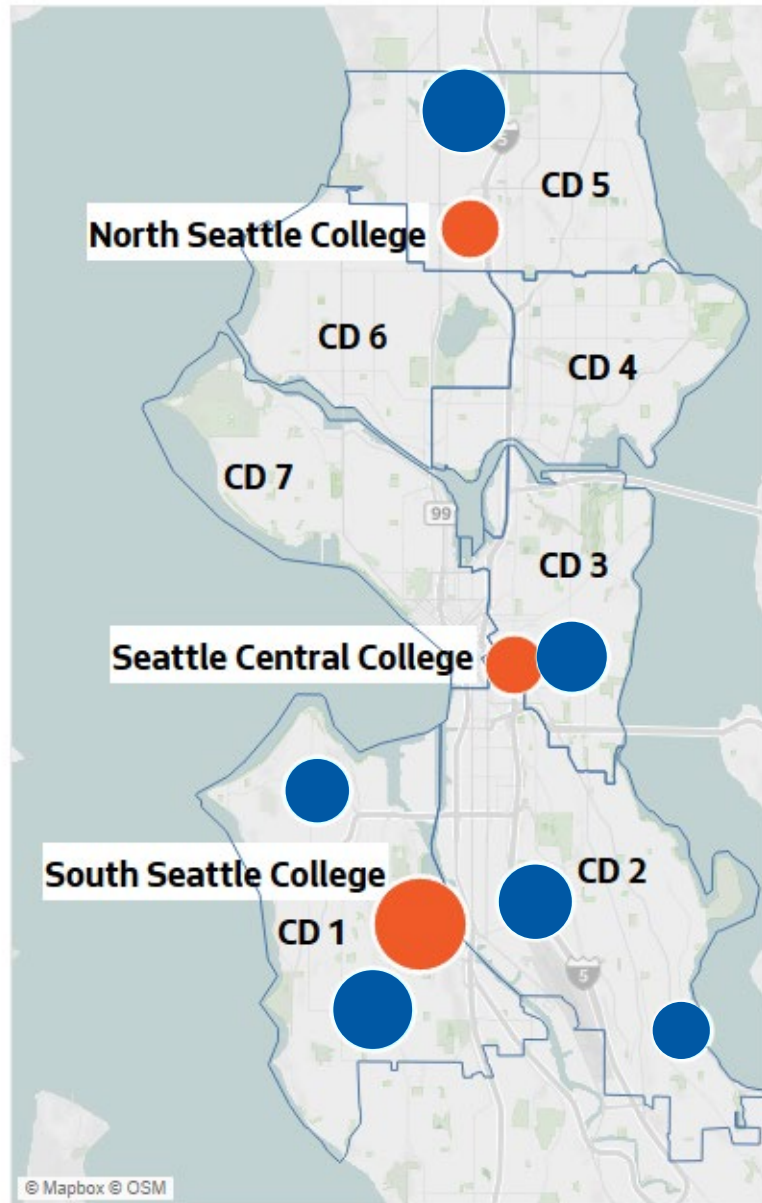 5
CD 5
North Seattle College
CD 6
CD 4
CD 7
99
CD 3
Seattle Central College
South Seattle College
CD 2
CD 1
5
© Mapbox © OSM